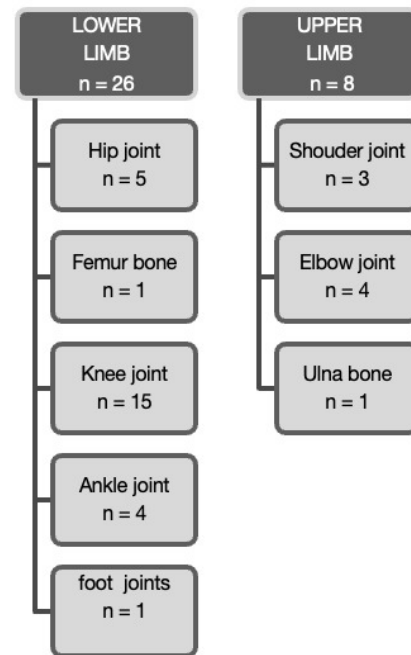 LOWER
LIMB
n = 26
Hip joint
n = 5
Femur bone
n = 1
Knee joint
n = 15
Ankle joint
n = 4
foot joints
n = 1
UPPER
LIMB
n = 8
Shouder joint
n = 3
Elbow joint
n = 4
Ulna bone
n = 1